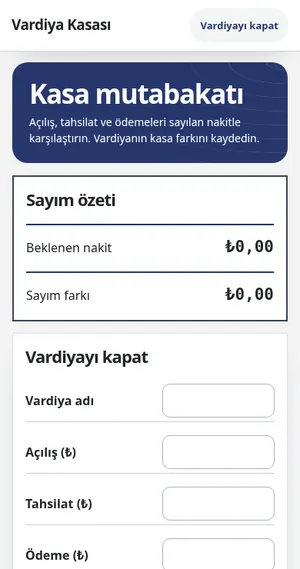 Vardiya Kasası
Vardiyayı kapat
Kasa mutabakatı
Açılış, tahsilat ve ödemeleri sayılan nakitle
karşılaştırın. Vardiyanın kasa farkını kaydedin.
Sayım özeti
Beklenen nakit
₺0,00
Sayım farkı
₺0,00
Vardiyayı kapat
Vardiya adı
Açılış (₺)
Tahsilat (₺)
Ödeme (₺)